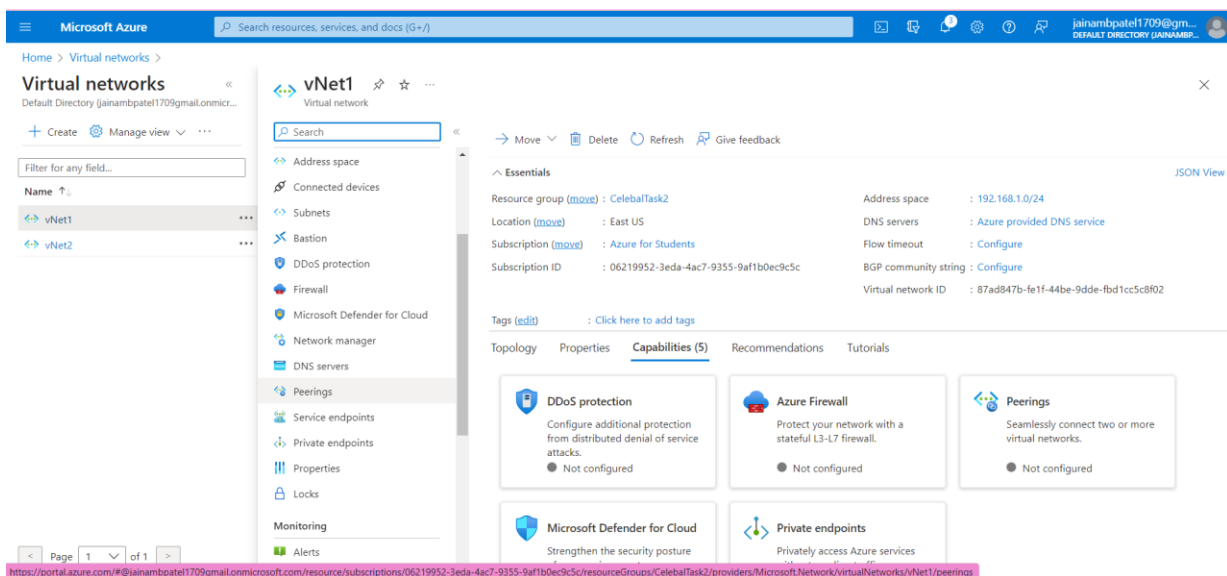 Microsoft Azure
Search resources, services, and docs (G+/)
3
jainambpatel1709@gm...
DEFAULT DIRECTORY (JAINAMBP...
Home > Virtual networks >
Virtual networks
«
Default Directory (jainambpatel1709gmail.onmicr...
+ Create
Manage view
...
Filter for any field...
Name ↑↓
vNet1
...
vNet2
...
< Page 1 of 1 >
vNet1
...
Virtual network
Search
«
Address space
Connected devices
Subnets
Bastion
DDoS protection
Firewall
Microsoft Defender for Cloud
Network manager
DNS servers
Peerings
Service endpoints
Private endpoints
Properties
Locks
Monitoring
Alerts
Move
Delete
Refresh
Give feedback
Essentials
JSON View
Resource group (move) : CelebalTask2
Location (move) : East US
Subscription (move) : Azure for Students
Subscription ID : 06219952-3eda-4ac7-9355-9af1b0ec9c5c
Address space : 192.168.1.0/24
DNS servers : Azure provided DNS service
Flow timeout : Configure
BGP community string : Configure
Virtual network ID : 87ad847b-fe1f-44be-9dde-fbd1cc5c8f02
Tags (edit) : Click here to add tags
Topology
Properties
Capabilities (5)
Recommendations
Tutorials
DDoS protection
Configure additional protection
from distributed denial of service
attacks.
Not configured
Azure Firewall
Protect your network with a
stateful L3-L7 firewall.
Not configured
Peerings
Seamlessly connect two or more
virtual networks.
Not configured
Microsoft Defender for Cloud
Strengthen the security posture
Private endpoints
Privately access Azure services
https://portal.azure.com/#@jainambpatel1709gmail.onmicrosoft.com/resource/subscriptions/06219952-3eda-4ac7-9355-9af1b0ec9c5c/resourceGroups/CelebalTask2/providers/Microsoft.Network/virtualNetworks/vNet1/peerings